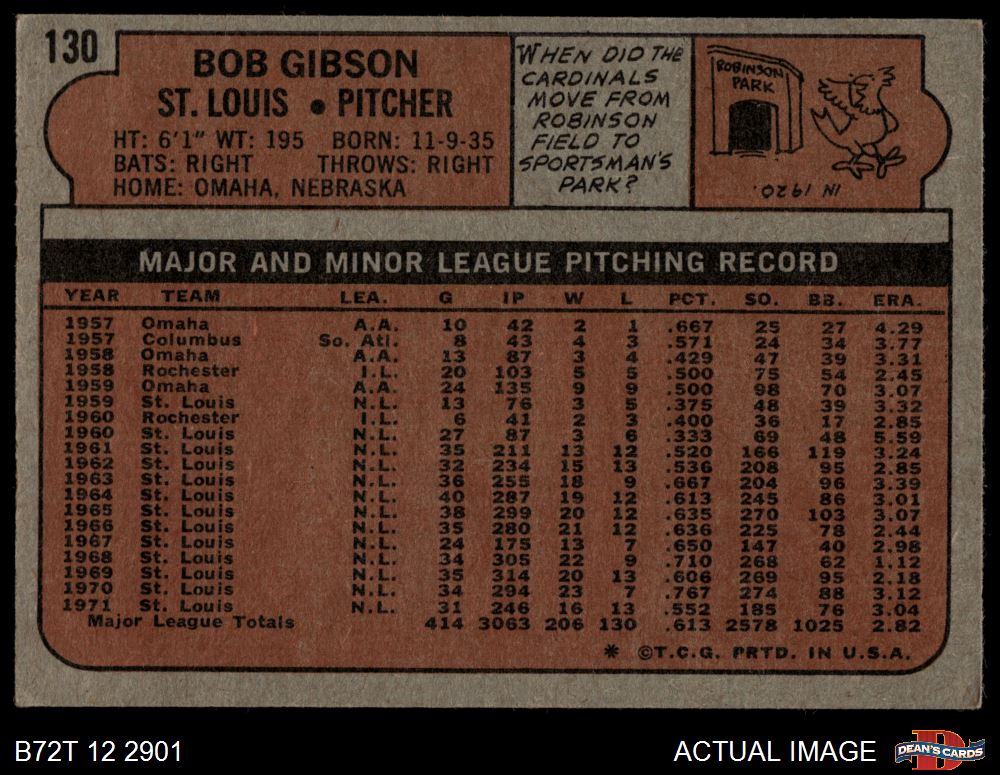 130
BOB GIBSON
ST. LOUIS • PITCHER
HT: 6'1" WT: 195 BORN: 11-9-35
BATS: RIGHT THROWS: RIGHT
HOME: OMAHA, NEBRASKA
WHEN DID THE
CARDINALS
MOVE FROM
ROBINSON
FIELD TO
SPORTSMAN'S
PARK?
ROBINSON
PARK
IN 1920.
MAJOR AND MINOR LEAGUE PITCHING RECORD
YEAR TEAM LEA. G IP W L PCT. SO. BB. ERA.
1957 Omaha A.A. 10 42 2 1 .667 25 27 4.29
1957 Columbus So. Atl. 8 43 4 3 .571 24 34 3.77
1958 Omaha A.A. 13 87 3 4 .429 47 39 3.31
1958 Rochester I.L. 20 103 5 5 .500 75 54 2.45
1959 Omaha A.A. 24 135 9 9 .500 98 70 3.07
1959 St. Louis N.L. 13 76 3 5 .375 48 39 3.32
1960 Rochester I.L. 6 41 2 3 .400 36 17 2.85
1960 St. Louis N.L. 27 87 3 6 .333 69 48 5.59
1961 St. Louis N.L. 35 211 13 12 .520 166 119 3.24
1962 St. Louis N.L. 32 234 15 13 .536 208 95 2.85
1963 St. Louis N.L. 36 255 18 9 .667 204 96 3.39
1964 St. Louis N.L. 40 287 19 12 .613 245 86 3.01
1965 St. Louis N.L. 38 299 20 12 .635 270 103 3.07
1966 St. Louis N.L. 35 280 21 12 .636 225 78 2.44
1967 St. Louis N.L. 24 175 13 7 .650 147 40 2.98
1968 St. Louis N.L. 34 305 22 9 .710 268 62 1.12
1969 St. Louis N.L. 35 314 20 13 .606 269 95 2.18
1970 St. Louis N.L. 34 294 23 7 .767 274 88 3.12
1971 St. Louis N.L. 31 246 16 13 .552 185 76 3.04
Major League Totals 414 3063 206 130 .613 2578 1025 2.82
* ©T.C.G. PRTD. IN U.S.A.
B72T 12 2901
ACTUAL IMAGE
DEAN'S CARDS